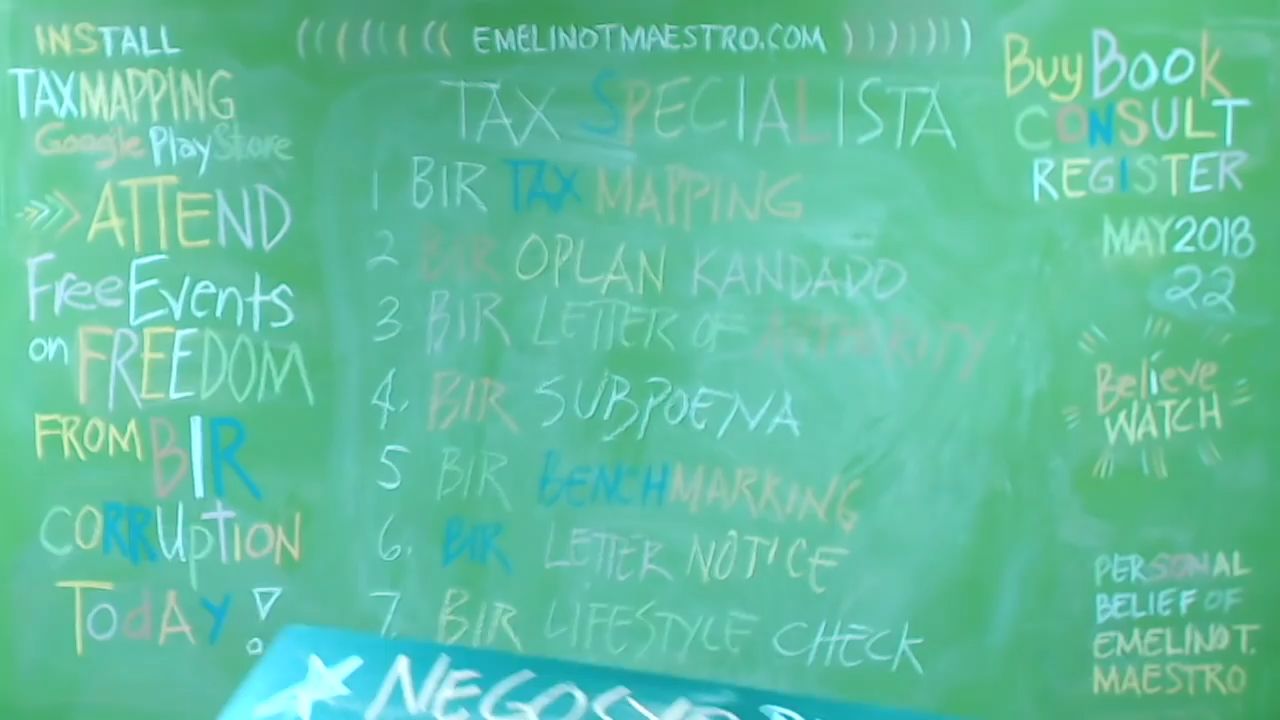 INSTALL
TAXMAPPING
Google Play Store
>>> ATTEND
Free Events
on FREEDOM
FROM BIR
CORRUPTION
TODAY!
((((((( EMELINOTMAESTRO.COM )))))))
TAX SPECIALISTA
1 BIR TAX MAPPING
2 BIR OPLAN KANDADO
3 BIR LETTER OF AUTHORITY
4. BIR SUBPOENA
5 BIR BENCHMARKING
6. BIR LETTER NOTICE
7. BIR LIFESTYLE CHECK
Buy Book
CONSULT
REGISTER
MAY 2018
22
Believe
WATCH
PERSONAL
BELIEF OF
EMELINO T.
MAESTRO